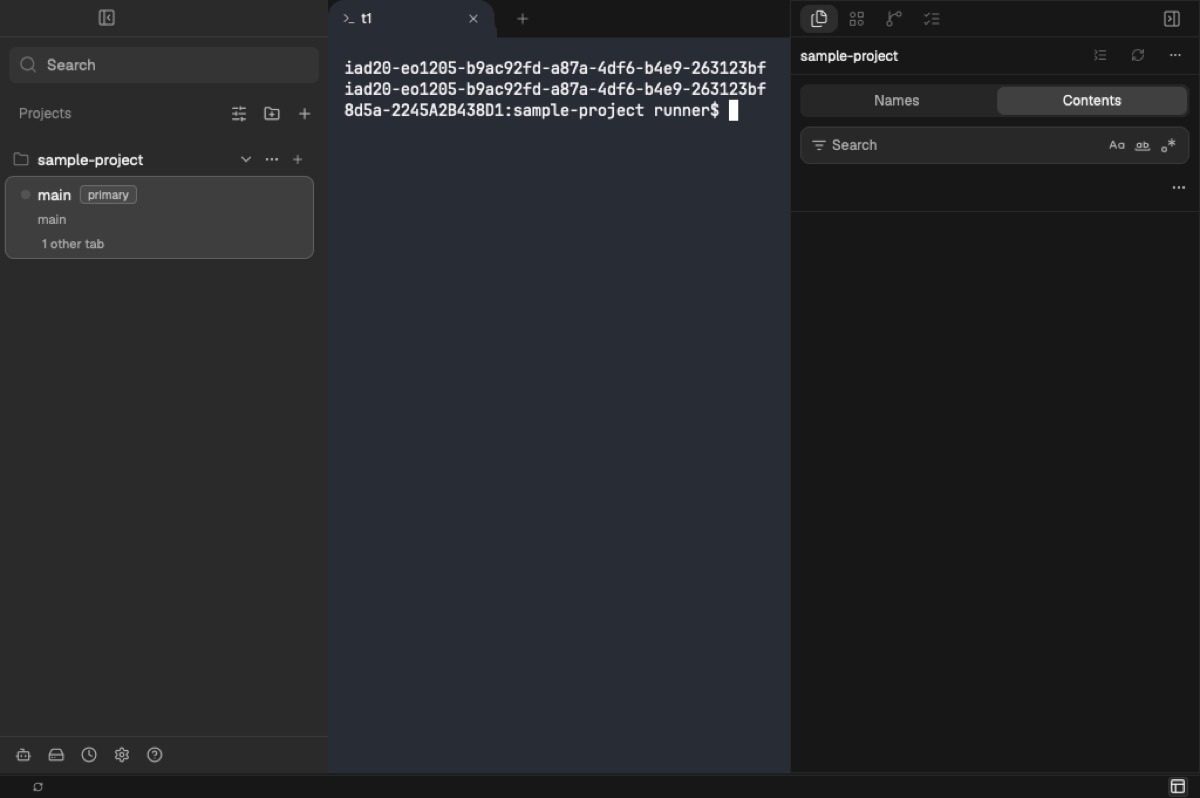 >_ t1
Search
Projects
sample-project
main primary
main
1 other tab
iad20-eo1205-b9ac92fd-a87a-4df6-b4e9-263123bf
iad20-eo1205-b9ac92fd-a87a-4df6-b4e9-263123bf
8d5a-2245A2B438D1:sample-project runner$
sample-project
Names Contents
Search Aa ab .*